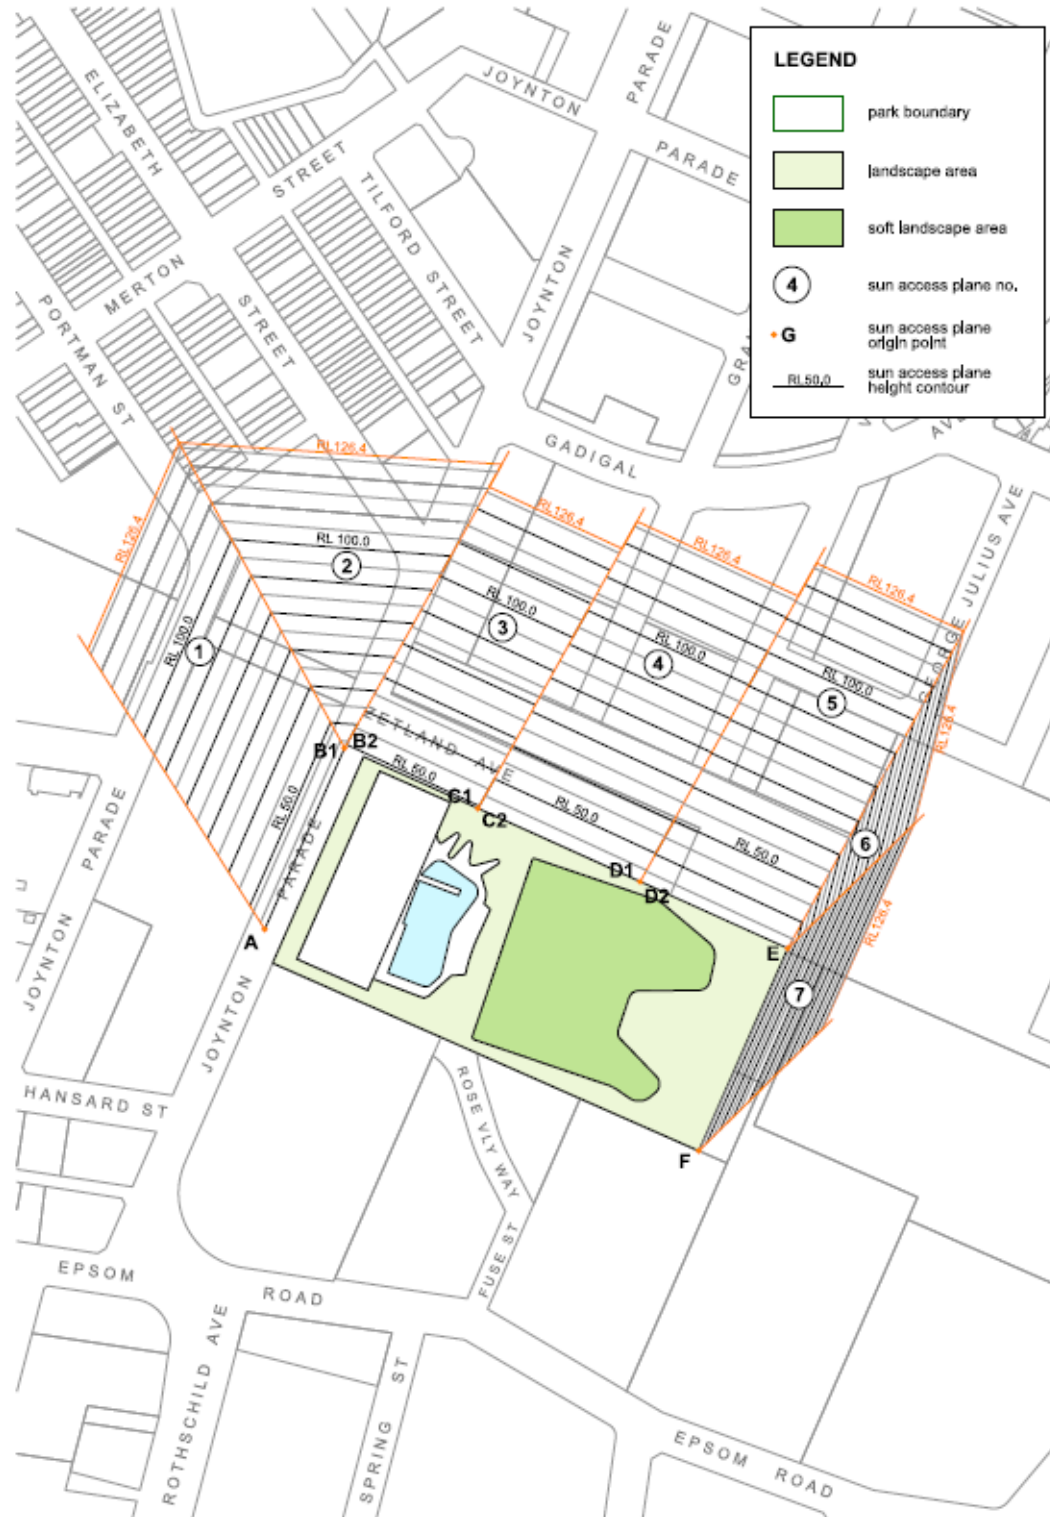 LEGEND
park boundary
landscape area
soft landscape area
4
sun access plane no.
G
sun access plane
origin point
RL50.0
sun access plane
height contour
ELIZABETH
STREET
MERTON
STREET
TILFORD STREET
PORTMAN ST
JOYNTON
PARADE
PARADE
JOYNTON
GADIGAL
AVE
GEORGE JULIUS AVE
RL126.4
RL126.4
RL126.4
RL126.4
RL126.4
RL126.4
RL126.4
RL 100.0
2
RL 100.0
3
RL 100.0
4
RL 100.0
5
RL 100.0
1
6
7
ZETLAND AVE
B1
B2
RL 50.0
C1
C2
RL 50.0
RL 50.0
RL 50.0
D1
D2
A
E
F
PARADE
JOYNTON
JOYNTON PARADE
HANSARD ST
ROSE VLY WAY
FUSE ST
EPSOM
ROAD
ROTHSCHILD AVE
SPRING ST
EPSOM ROAD